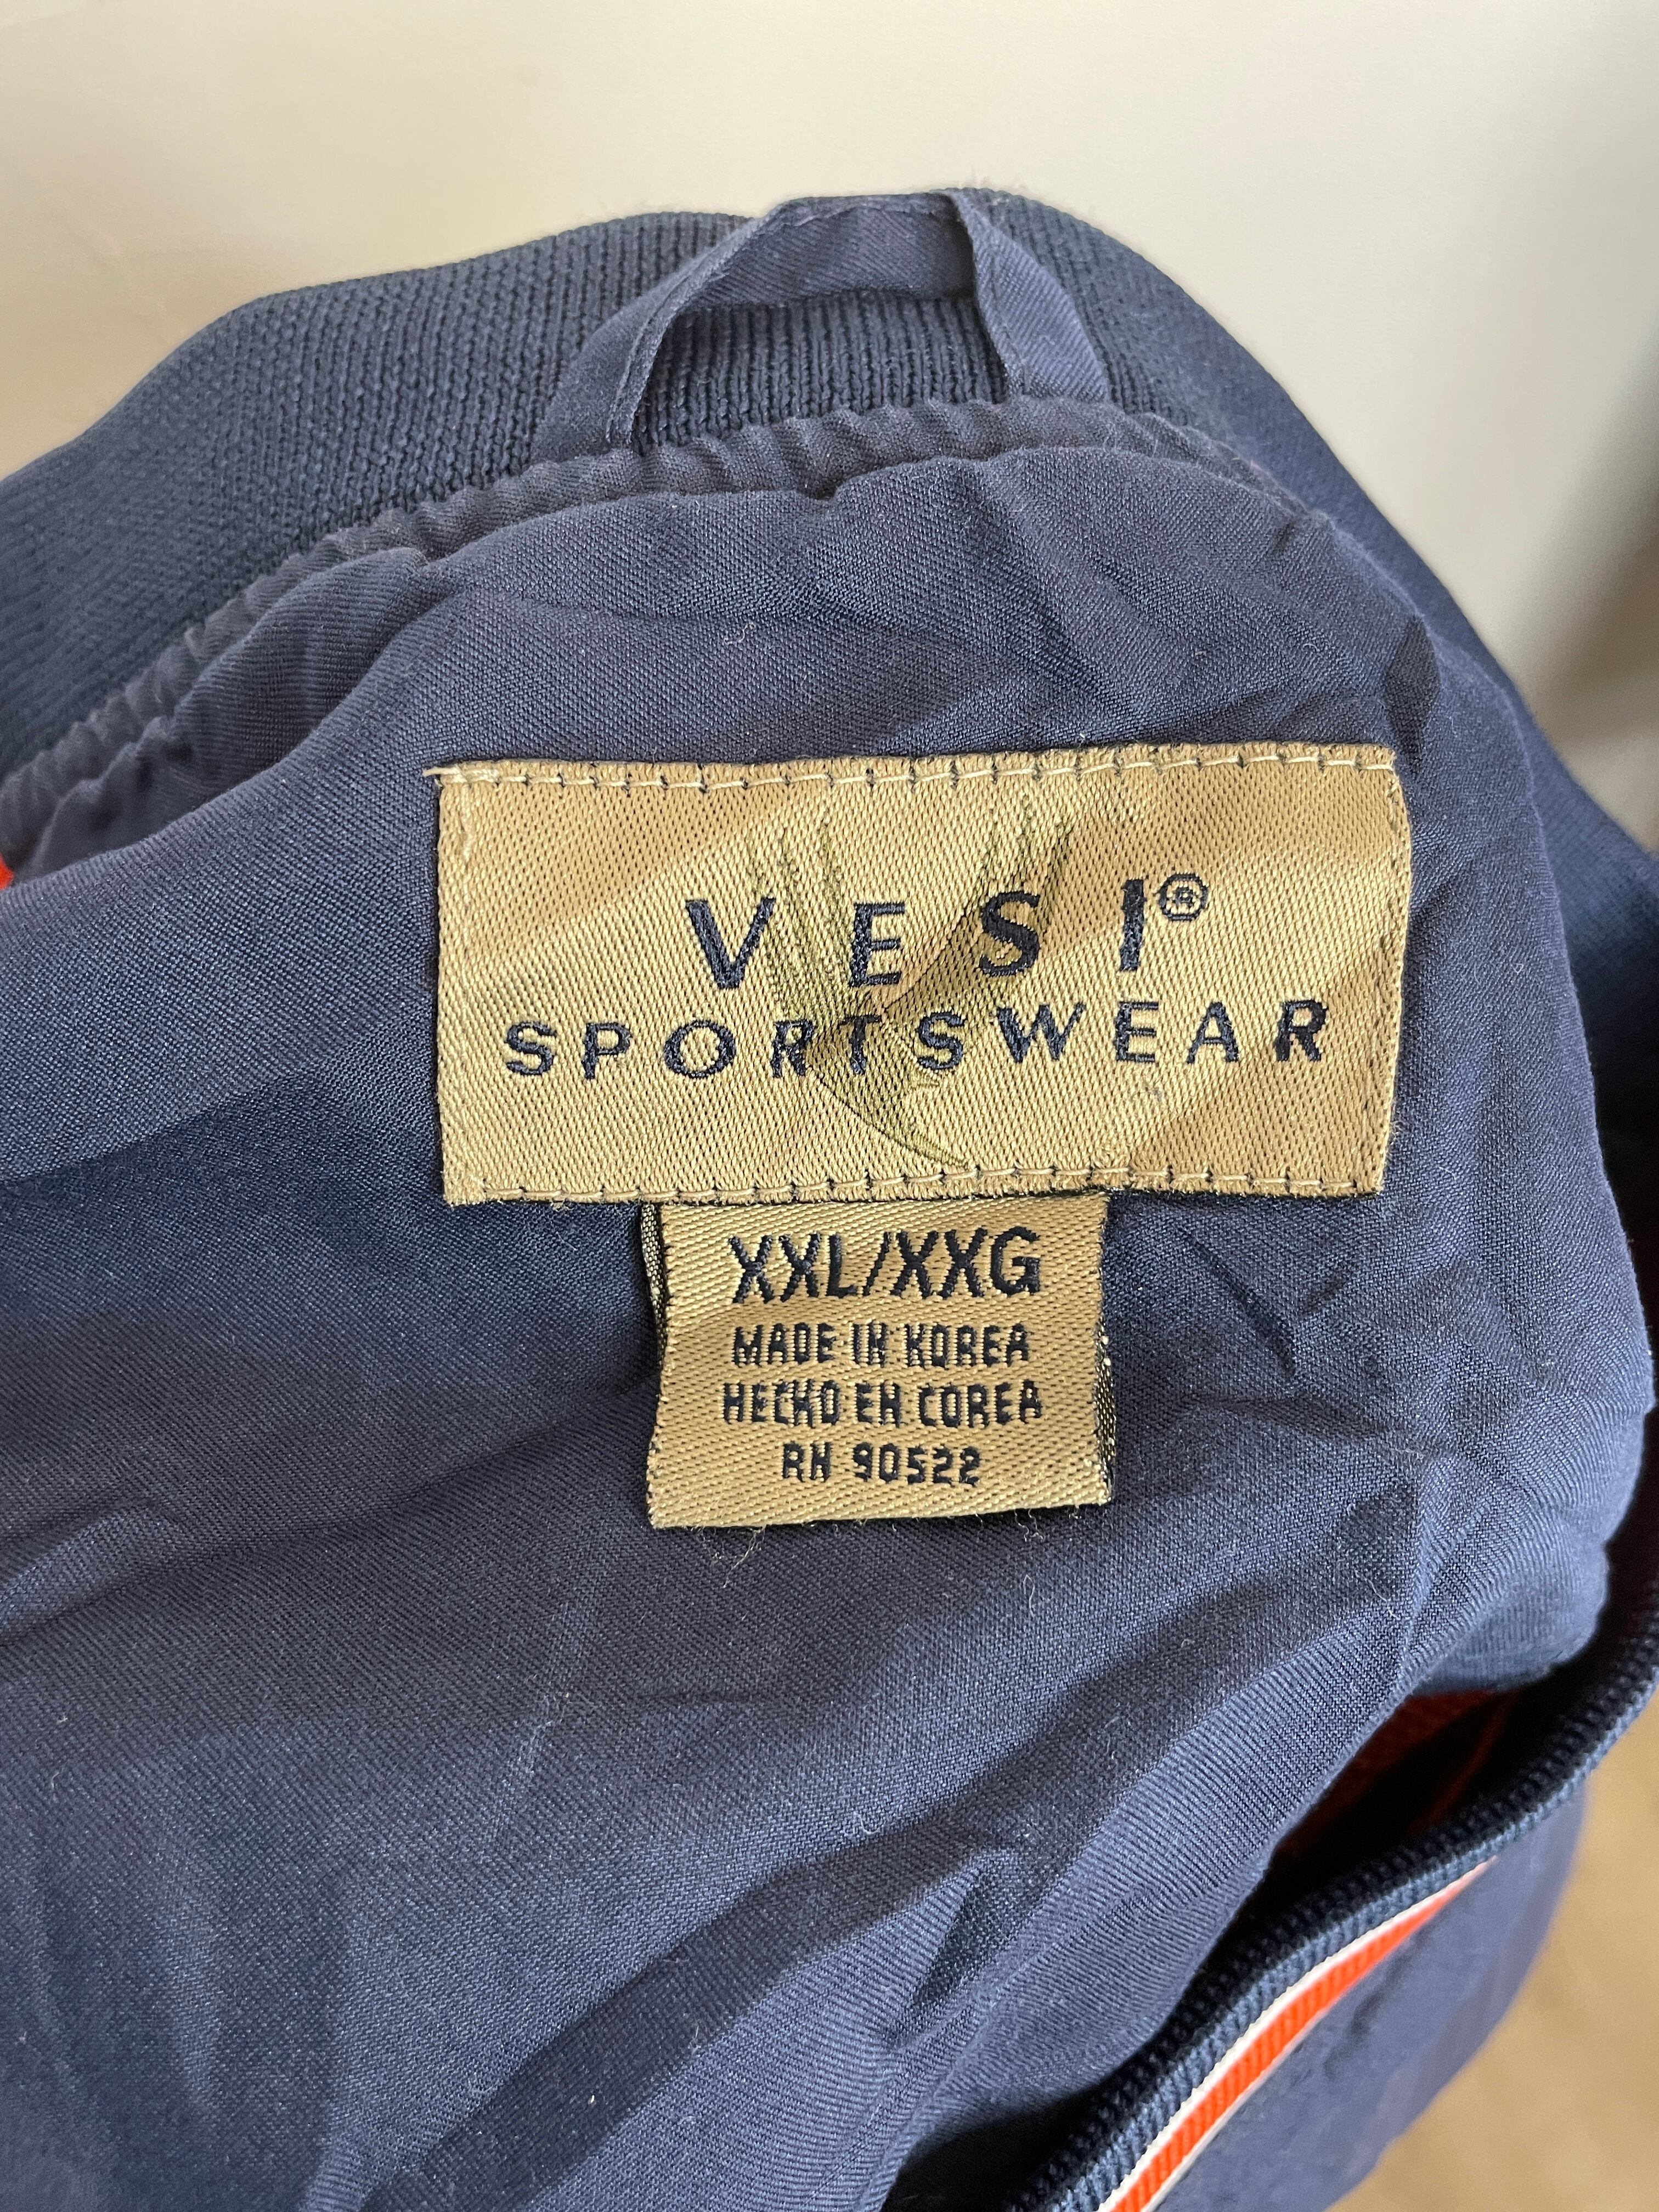 VESI®
SPORTSWEAR
XXL/XXG
MADE IN KOREA
HECHO EN COREA
RN 90522